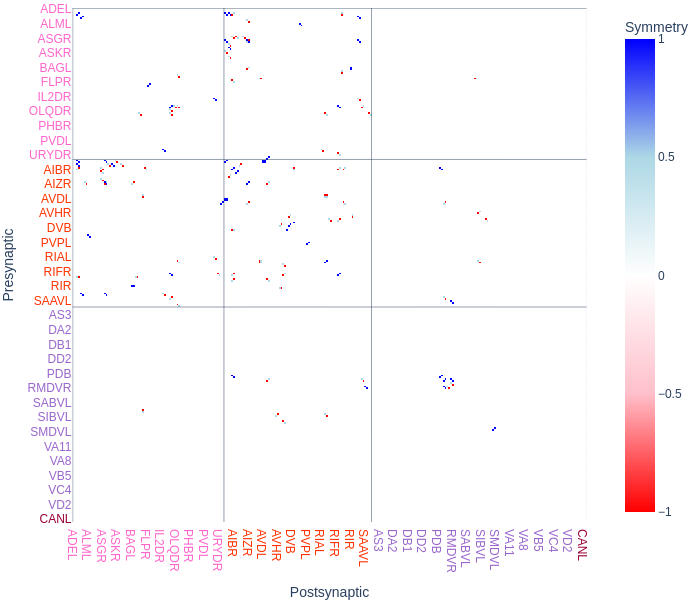 Symmetry
1
0.5
0
−0.5
−1
Presynaptic
ADEL
ALML
ASGR
ASKR
BAGL
FLPR
IL2DR
OLQDR
PHBR
PVDL
URYDR
AIBR
AIZR
AVDL
AVHR
DVB
PVPL
RIAL
RIFR
RIR
SAAVL
AS3
DA2
DB1
DD2
PDB
RMDVR
SABVL
SIBVL
SMDVL
VA11
VA8
VB5
VC4
VD2
CANL
ADEL
ALML
ASGR
ASKR
BAGL
FLPR
IL2DR
OLQDR
PHBR
PVDL
URYDR
AIBR
AIZR
AVDL
AVHR
DVB
PVPL
RIAL
RIFR
RIR
SAAVL
AS3
DA2
DB1
DD2
PDB
RMDVR
SABVL
SIBVL
SMDVL
VA11
VA8
VB5
VC4
VD2
CANL
Postsynaptic